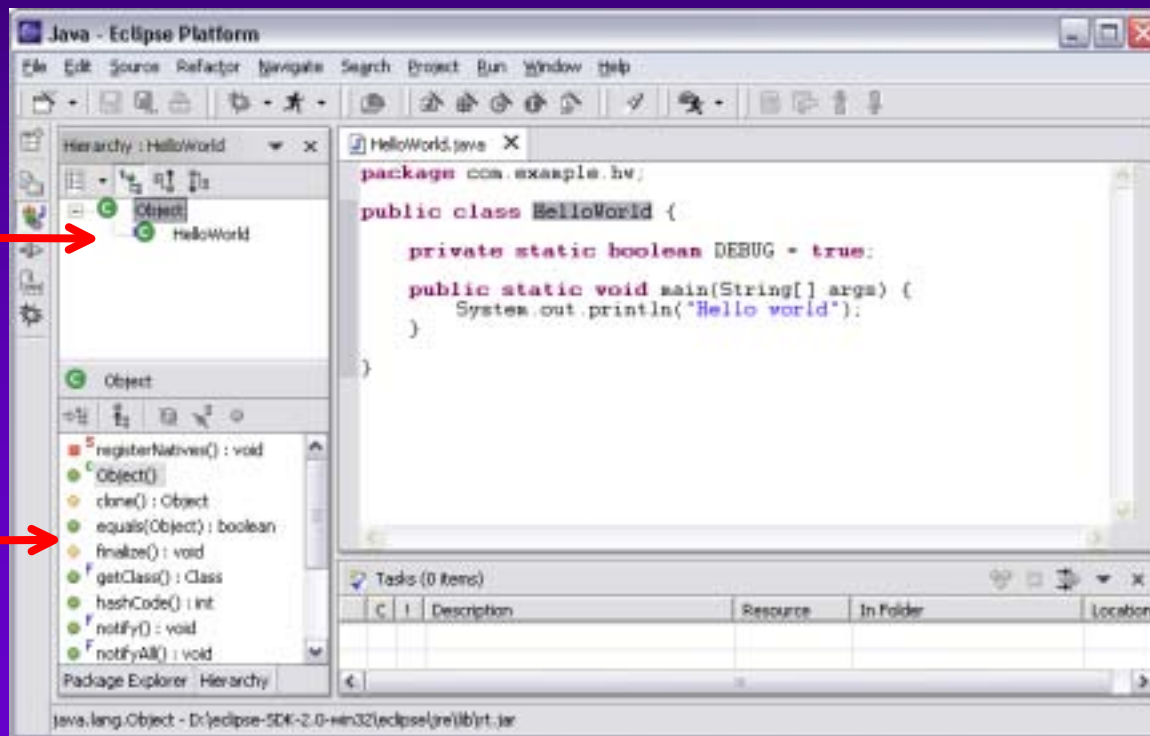 Java - Eclipse Platform
File Edit Source Refactor Navigate Search Project Run Window Help
Hierarchy : HelloWorld
Object
HelloWorld
Object
registerNatives() : void
Object()
clone() : Object
equals(Object) : boolean
finalize() : void
getClass() : Class
hashCode() : int
notify() : void
notifyAll() : void
Package Explorer Hierarchy
HelloWorld.java
package com.example.hw;
public class HelloWorld {
private static boolean DEBUG = true;
public static void main(String[] args) {
System.out.println("Hello world");
}
}
Tasks (0 items)
C ! Description Resource In Folder Location
java.lang.Object - D:\eclipse-SDK-2.0-win32\eclipse\jre\lib\rt.jar